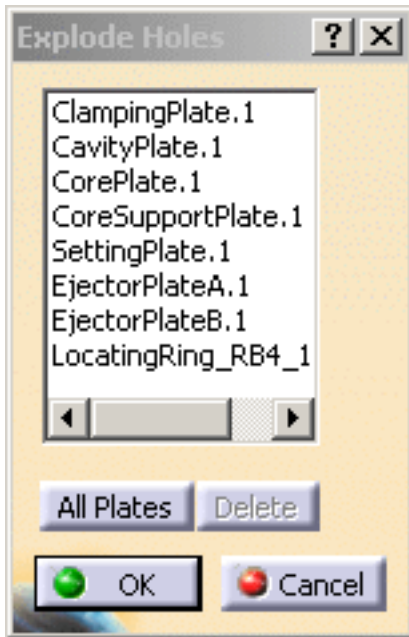 Explode Holes ? X
ClampingPlate.1
CavityPlate.1
CorePlate.1
CoreSupportPlate.1
SettingPlate.1
EjectorPlateA.1
EjectorPlateB.1
LocatingRing_RB4_1
All Plates Delete
OK Cancel